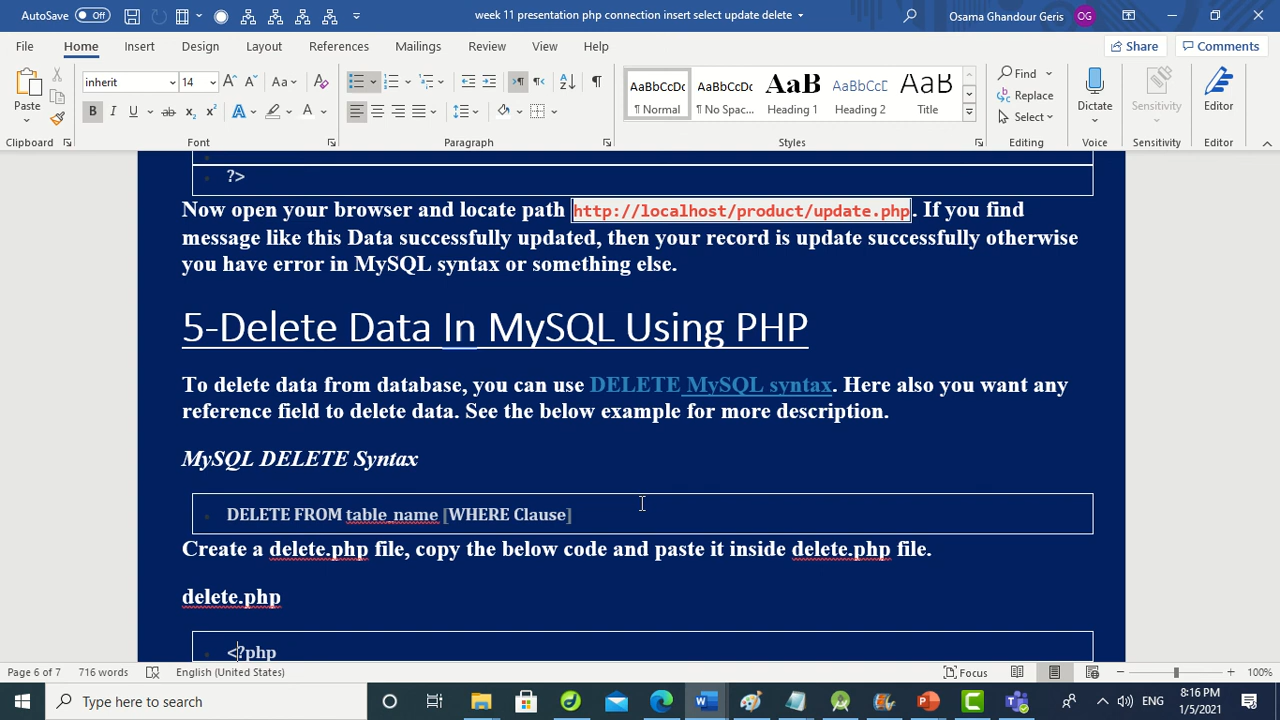 AutoSave Off week 11 presentation php connection insert select update delete Osama Ghandour Geris OG
File Home Insert Design Layout References Mailings Review View Help Share Comments
Paste inherit 14 Aa AaBbCcDc AaBbCcDc AaB AaBbCcD AaB Find Replace Select Dictate Sensitivity Editor
¶ Normal ¶ No Spac... Heading 1 Heading 2 Title
Clipboard Font Paragraph Styles Editing Voice Sensitivity Editor
?>
Now open your browser and locate path http://localhost/product/update.php. If you find
message like this Data successfully updated, then your record is update successfully otherwise
you have error in MySQL syntax or something else.
5-Delete Data In MySQL Using PHP
To delete data from database, you can use DELETE MySQL syntax. Here also you want any
reference field to delete data. See the below example for more description.
MySQL DELETE Syntax
DELETE FROM table_name [WHERE Clause]
Create a delete.php file, copy the below code and paste it inside delete.php file.
delete.php
<?php
Page 6 of 7 716 words English (United States) Focus 100%
Type here to search ENG 8:16 PM
1/5/2021